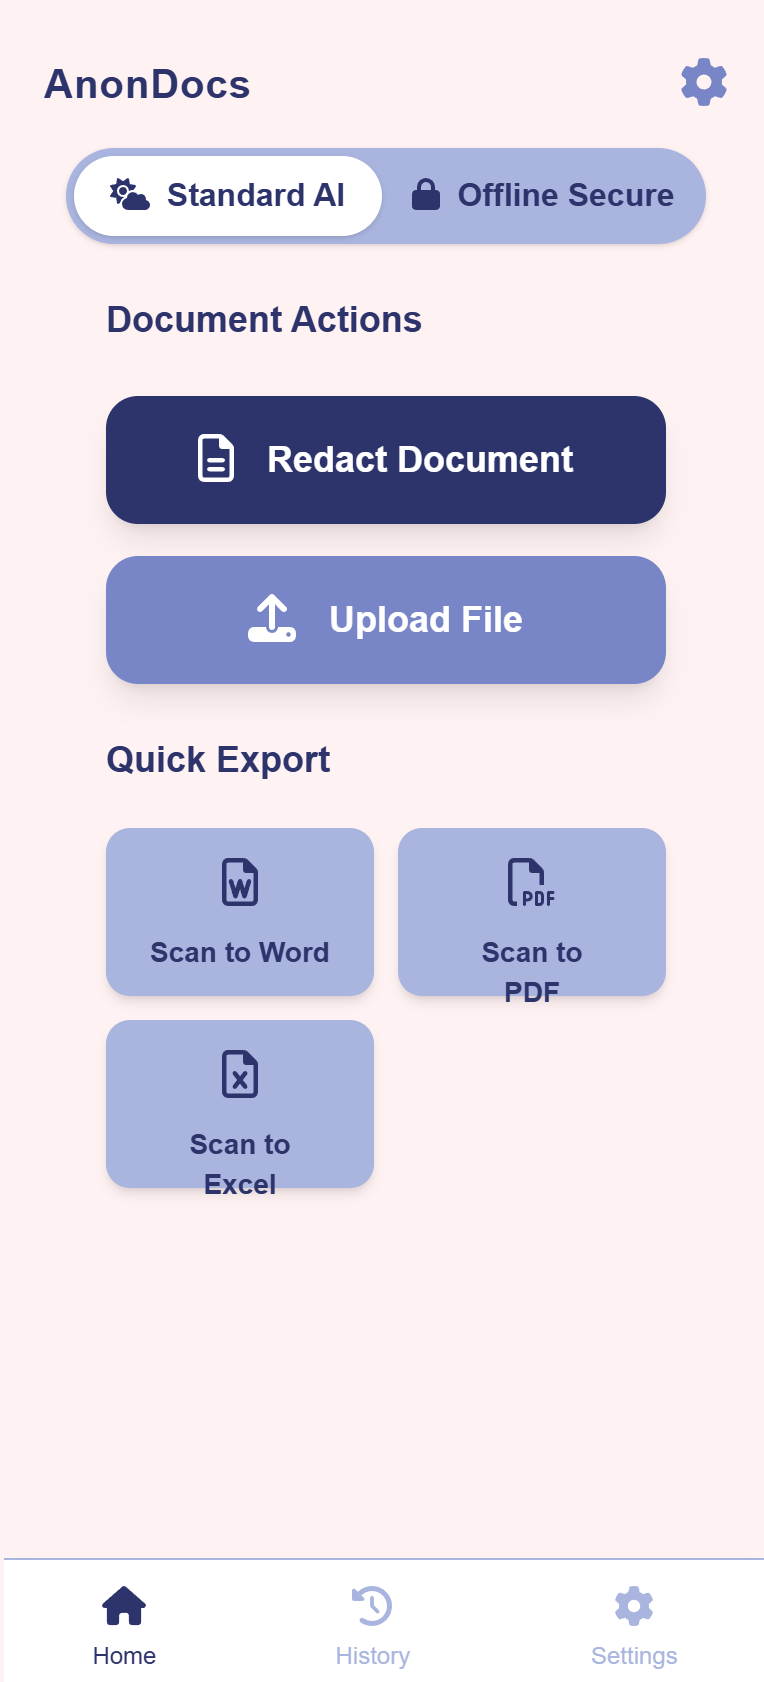 AnonDocs
Standard AI
Offline Secure
Document Actions
Redact Document
Upload File
Quick Export
W
Scan to Word
PDF
Scan to
PDF
X
Scan to
Excel
Home
History
Settings